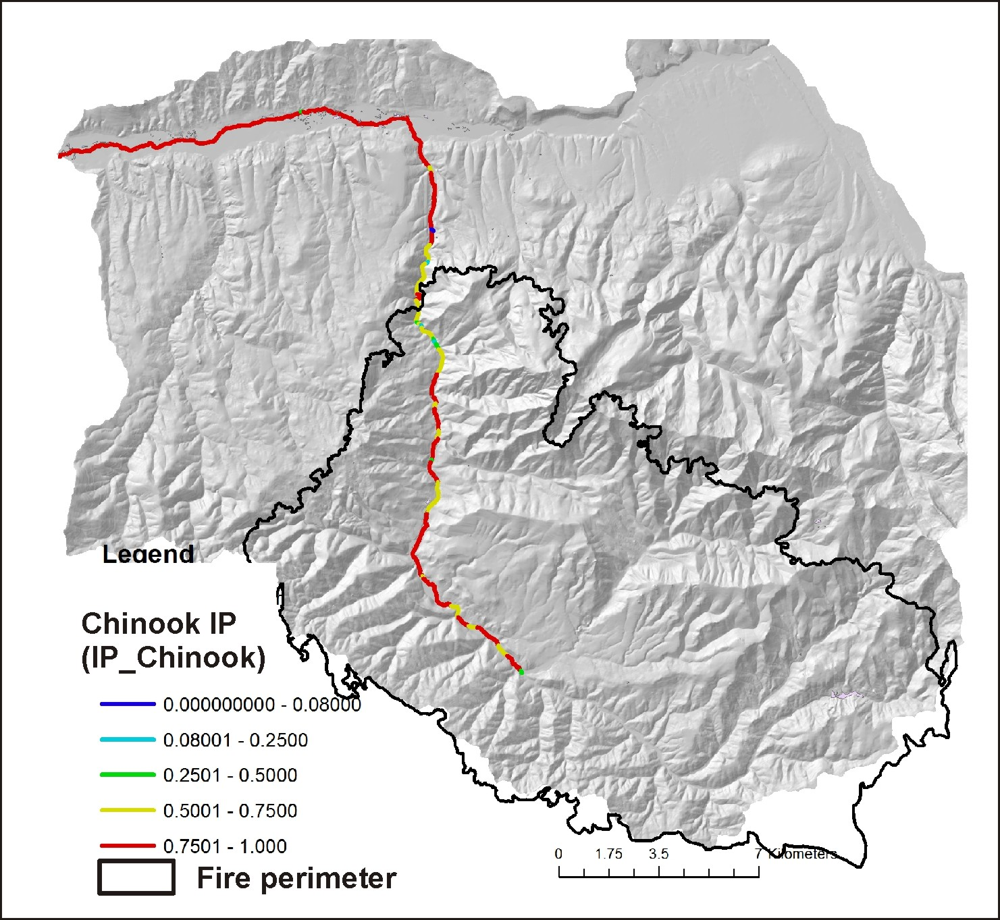 Legend
Chinook IP
(IP_Chinook)
0.000000000 - 0.08000
0.08001 - 0.2500
0.2501 - 0.5000
0.5001 - 0.7500
0.7501 - 1.000
Fire perimeter
0 1.75 3.5 7 Kilometers